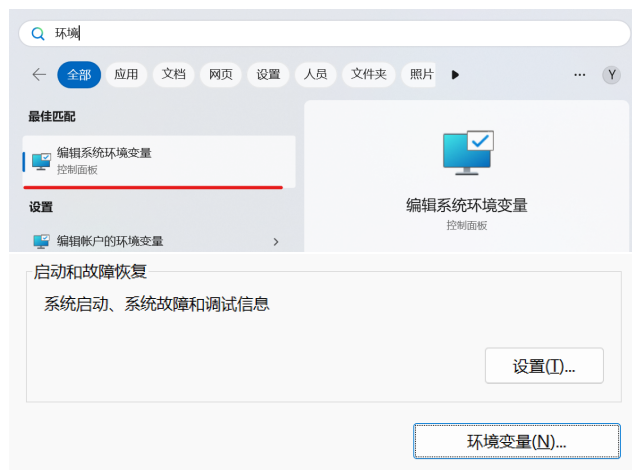 环境
全部 应用 文档 网页 设置 人员 文件夹 照片 ... Y
最佳匹配
编辑系统环境变量
控制面板
设置
编辑帐户的环境变量
编辑系统环境变量
控制面板
启动和故障恢复
系统启动、系统故障和调试信息
设置(T)...
环境变量(N)...